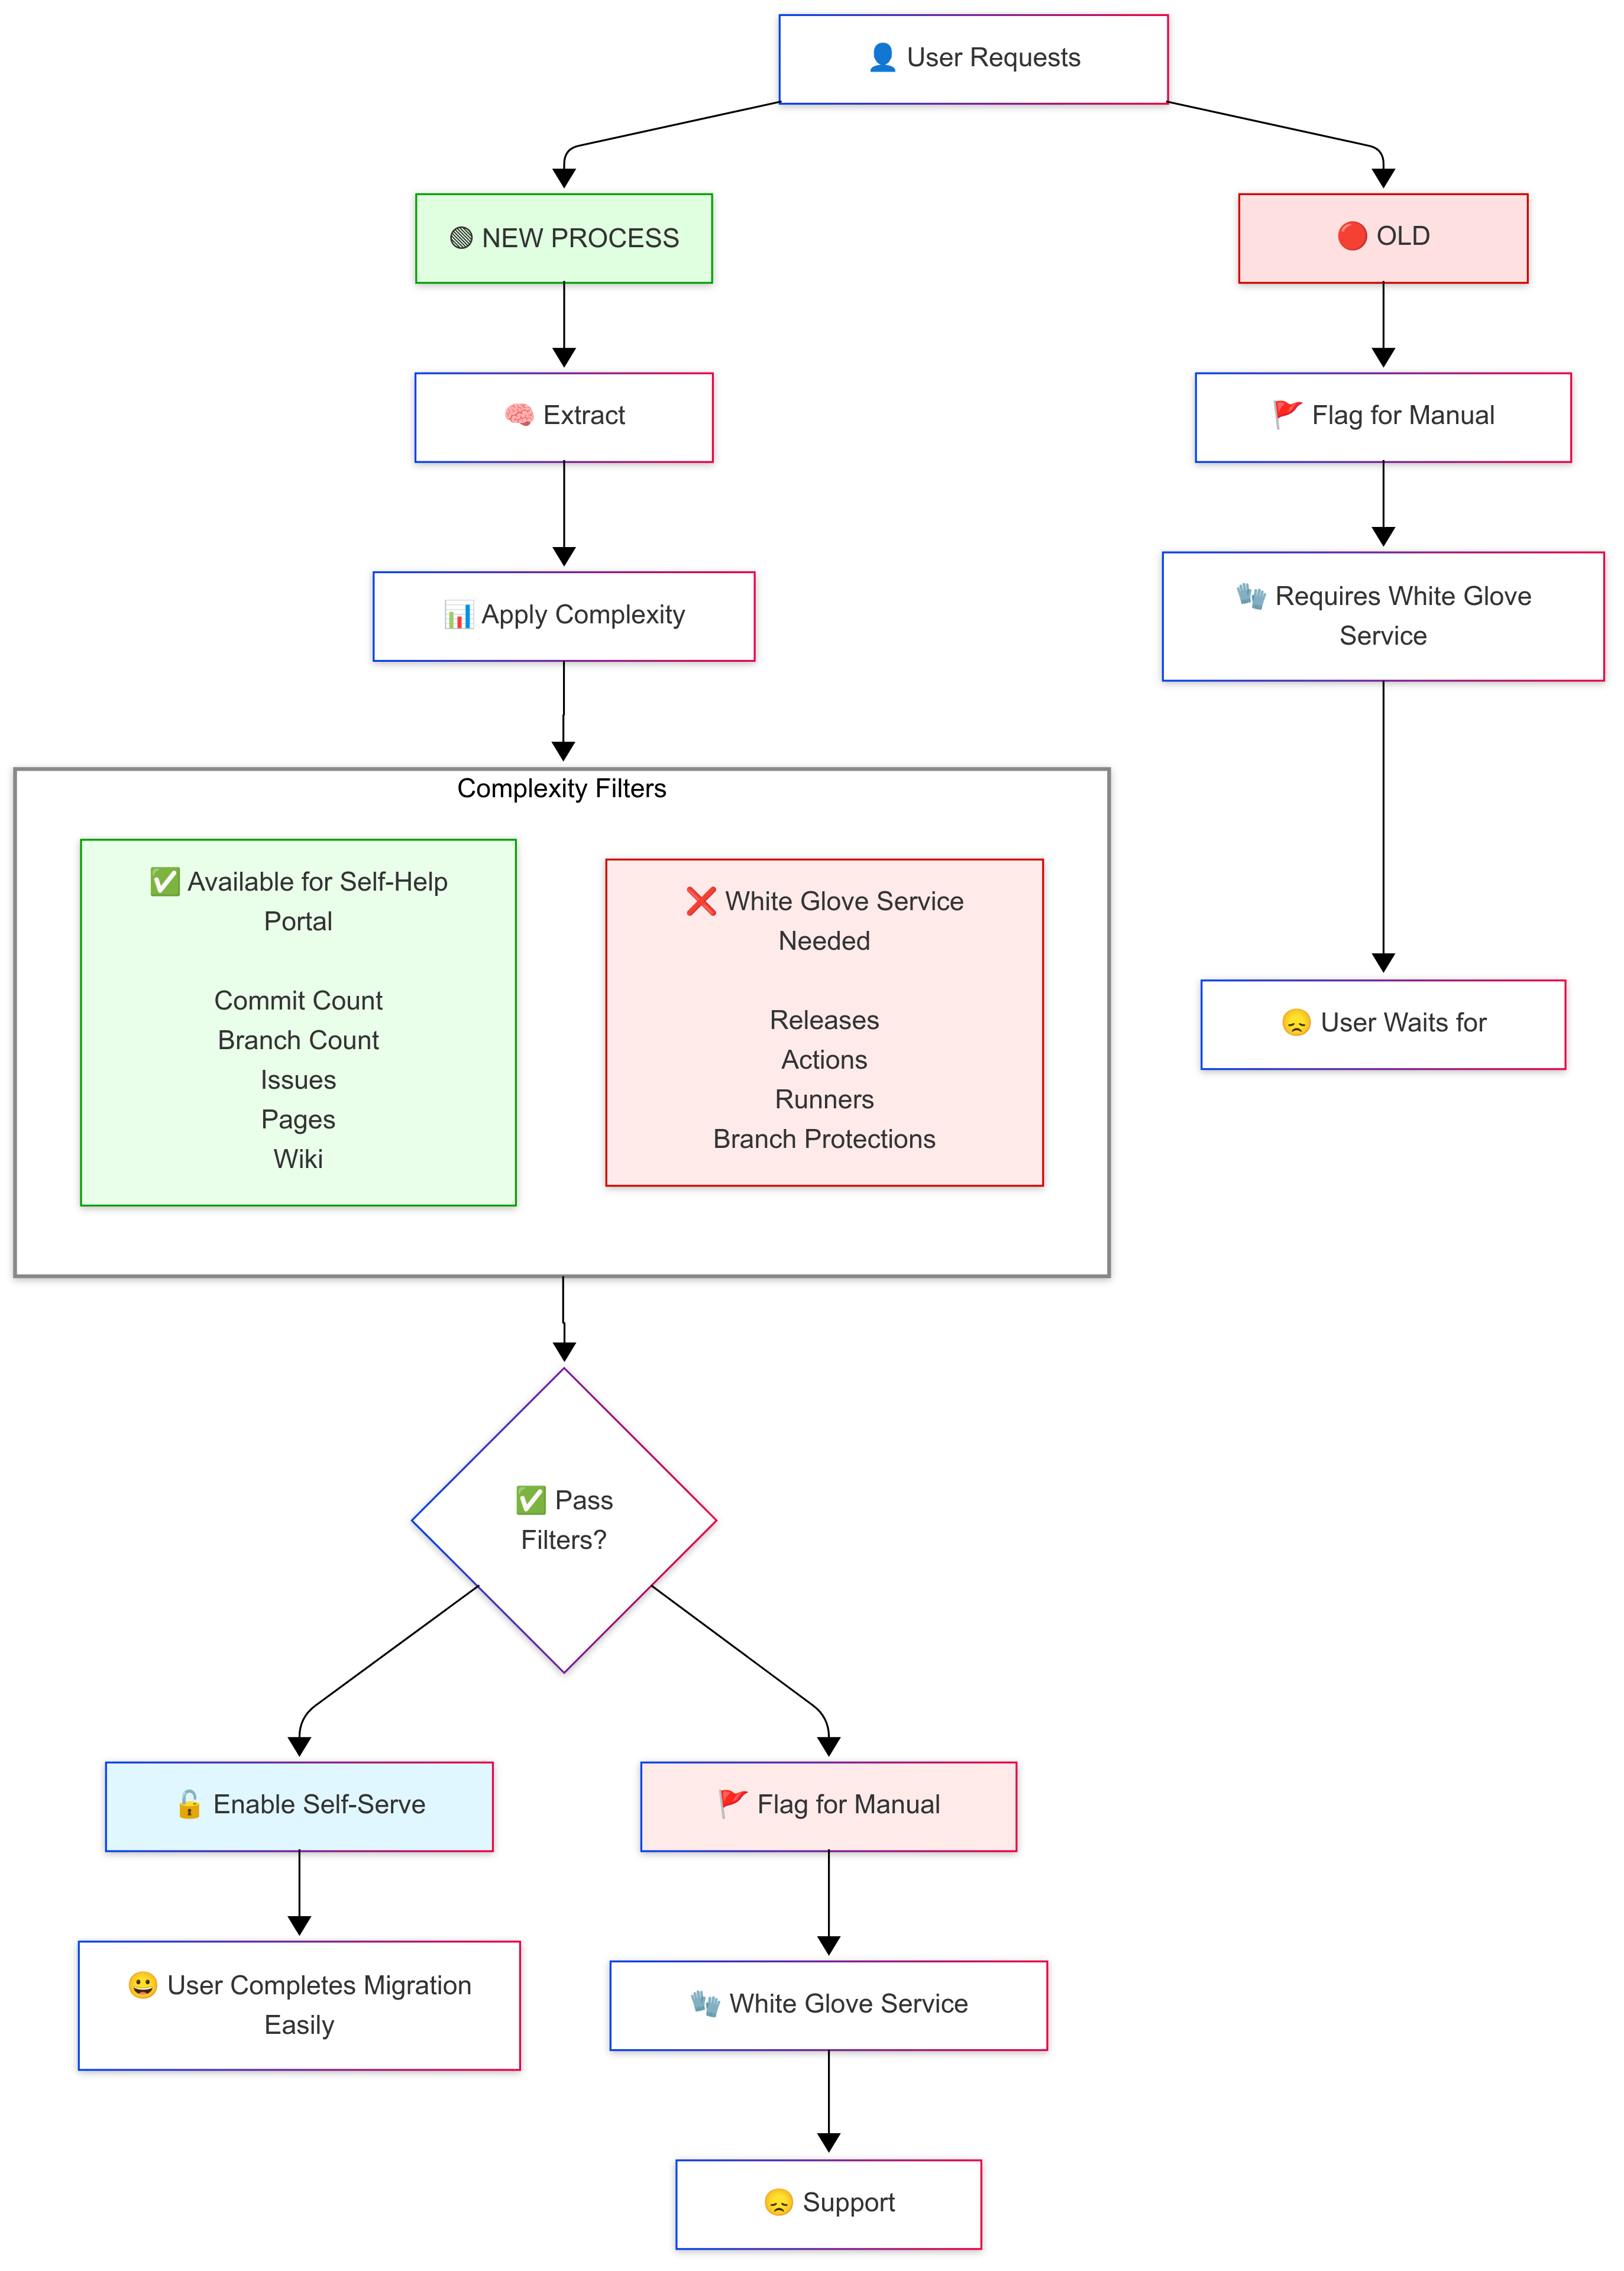 👤 User Requests
🟢 NEW PROCESS
🔴 OLD
🧠 Extract
🚩 Flag for Manual
📊 Apply Complexity
🧤 Requires White Glove
Service
Complexity Filters
✅ Available for Self-Help
Portal
Commit Count
Branch Count
Issues
Pages
Wiki
❌ White Glove Service
Needed
Releases
Actions
Runners
Branch Protections
😞 User Waits for
✅ Pass
Filters?
🔓 Enable Self-Serve
🚩 Flag for Manual
😀 User Completes Migration
Easily
🧤 White Glove Service
😞 Support